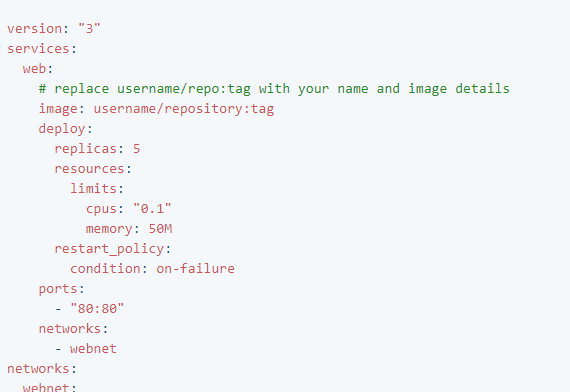 version: "3"
services:
  web:
    # replace username/repo:tag with your name and image details
    image: username/repository:tag
    deploy:
      replicas: 5
      resources:
        limits:
          cpus: "0.1"
          memory: 50M
      restart_policy:
        condition: on-failure
    ports:
      - "80:80"
    networks:
      - webnet
networks:
  webnet: